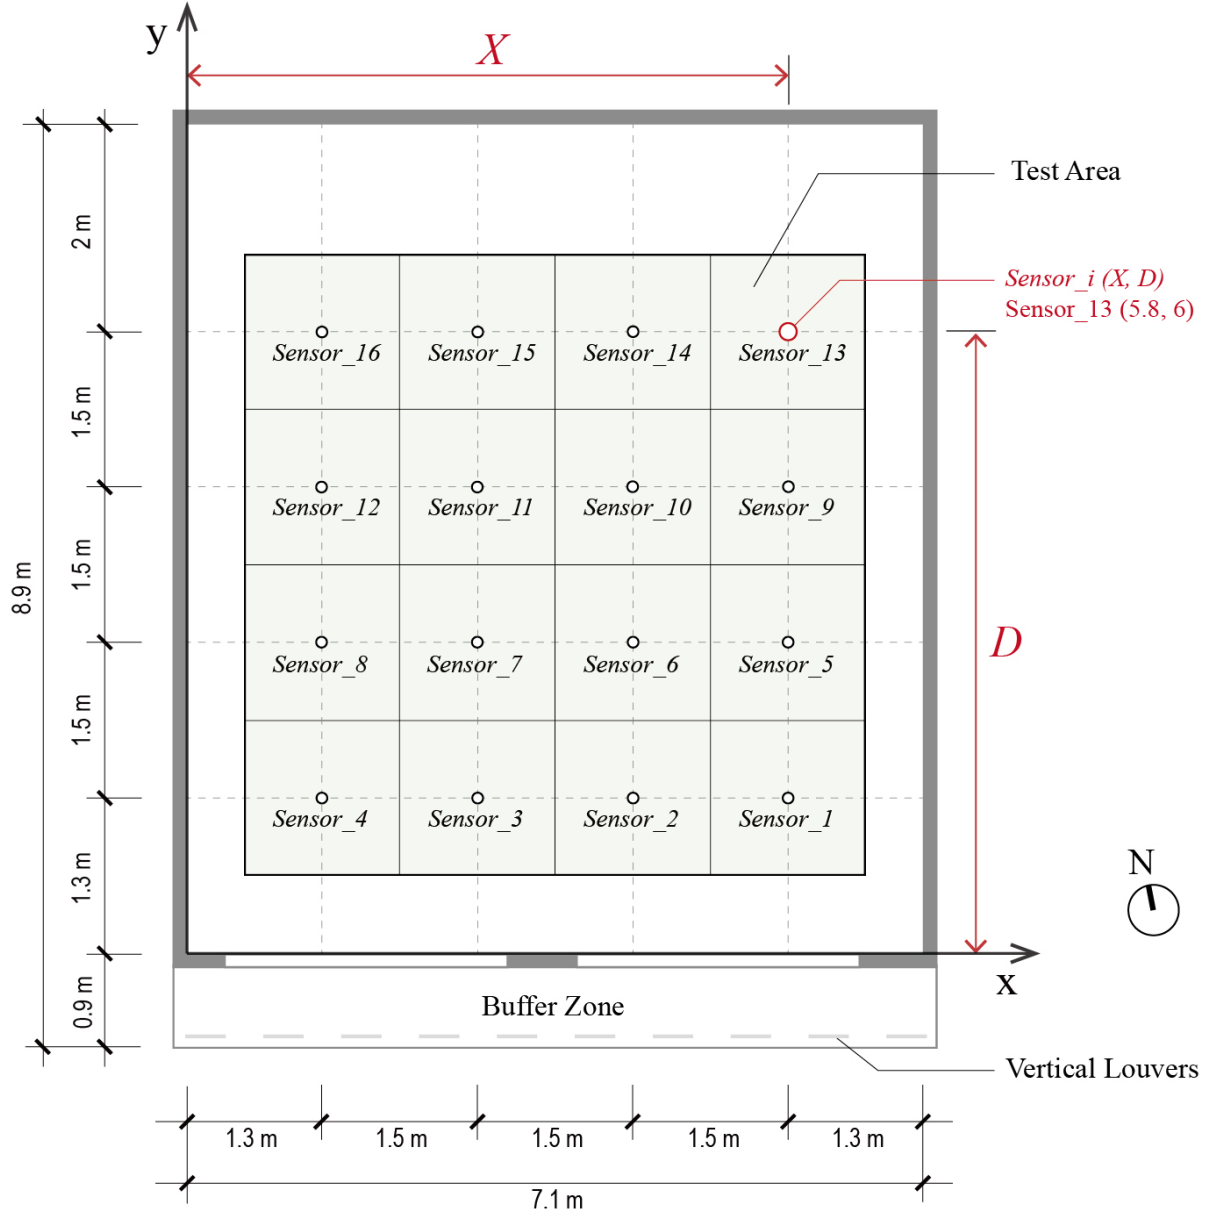 y
X
Test Area
2 m
Sensor_i (X, D)
Sensor_13 (5.8, 6)
Sensor_16
Sensor_15
Sensor_14
Sensor_13
1.5 m
Sensor_12
Sensor_11
Sensor_10
Sensor_9
8.9 m
1.5 m
D
Sensor_8
Sensor_7
Sensor_6
Sensor_5
1.5 m
Sensor_4
Sensor_3
Sensor_2
Sensor_1
1.3 m
N
x
0.9 m
Buffer Zone
Vertical Louvers
1.3 m
1.5 m
1.5 m
1.5 m
1.3 m
7.1 m